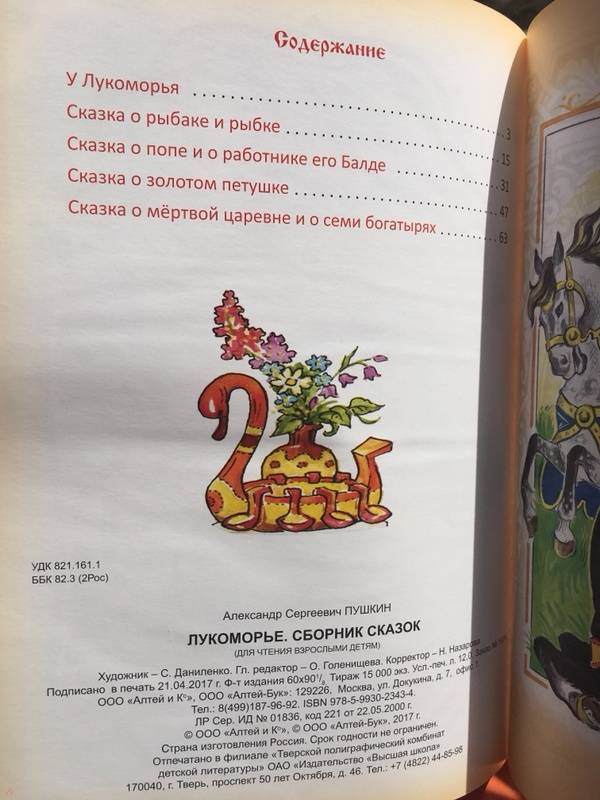 Содержание
У Лукоморья ........................................ 3
Сказка о рыбаке и рыбке ........................................ 15
Сказка о попе и о работнике его Балде ........................ 31
Сказка о золотом петушке ........................................ 47
Сказка о мёртвой царевне и о семи богатырях .......... 63
УДК 821.161.1
ББК 82.3 (2Рос)
Александр Сергеевич ПУШКИН
ЛУКОМОРЬЕ. СБОРНИК СКАЗОК
(ДЛЯ ЧТЕНИЯ ВЗРОСЛЫМИ ДЕТЯМ)
Художник – С. Даниленко. Гл. редактор – О. Голенищева. Корректор – Н. Назарова.
Подписано в печать 21.04.2017 г. Ф-т издания 60х90¹/₈. Тираж 15 000 экз. Усл.-печ. л. 12,0. Заказ №
ООО «Алтей и К°», ООО «Алтей-Бук»: 129226, Москва, ул. Докукина, д. 7, офис 1.
Тел.: 8(499)187-96-92. ISBN 978-5-9930-2343-4.
ЛР Сер. ИД № 01836, код 221 от 22.05.2000 г.
© ООО «Алтей и К°», © ООО «Алтей-Бук», 2017 г.
Страна изготовления Россия. Срок годности не ограничен.
Отпечатано в филиале «Тверской полиграфический комбинат
детской литературы» ОАО «Издательство «Высшая школа»
170040, г. Тверь, проспект 50 лет Октября, д. 46. Тел.: +7 (4822) 44-85-98